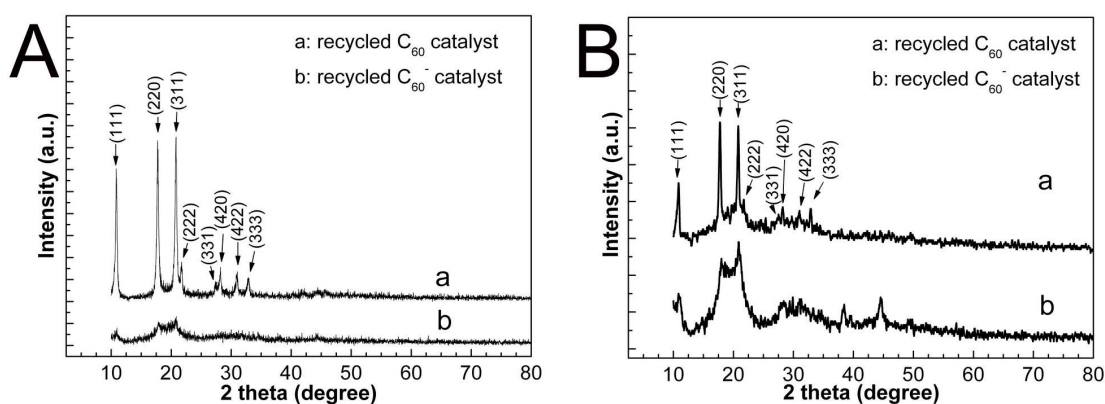 A
a: recycled C₆₀ catalyst
b: recycled C₆₀⁻ catalyst
(111)
(220)
(311)
(222)
(331)
(420)
(422)
(333)
a
b
Intensity (a.u.)
10 20 30 40 50 60 70 80
2 theta (degree)
B
a: recycled C₆₀ catalyst
b: recycled C₆₀⁻ catalyst
(111)
(220)
(311)
(222)
(331)
(420)
(422)
(333)
a
b
Intensity (a.u.)
10 20 30 40 50 60 70 80
2 theta (degree)